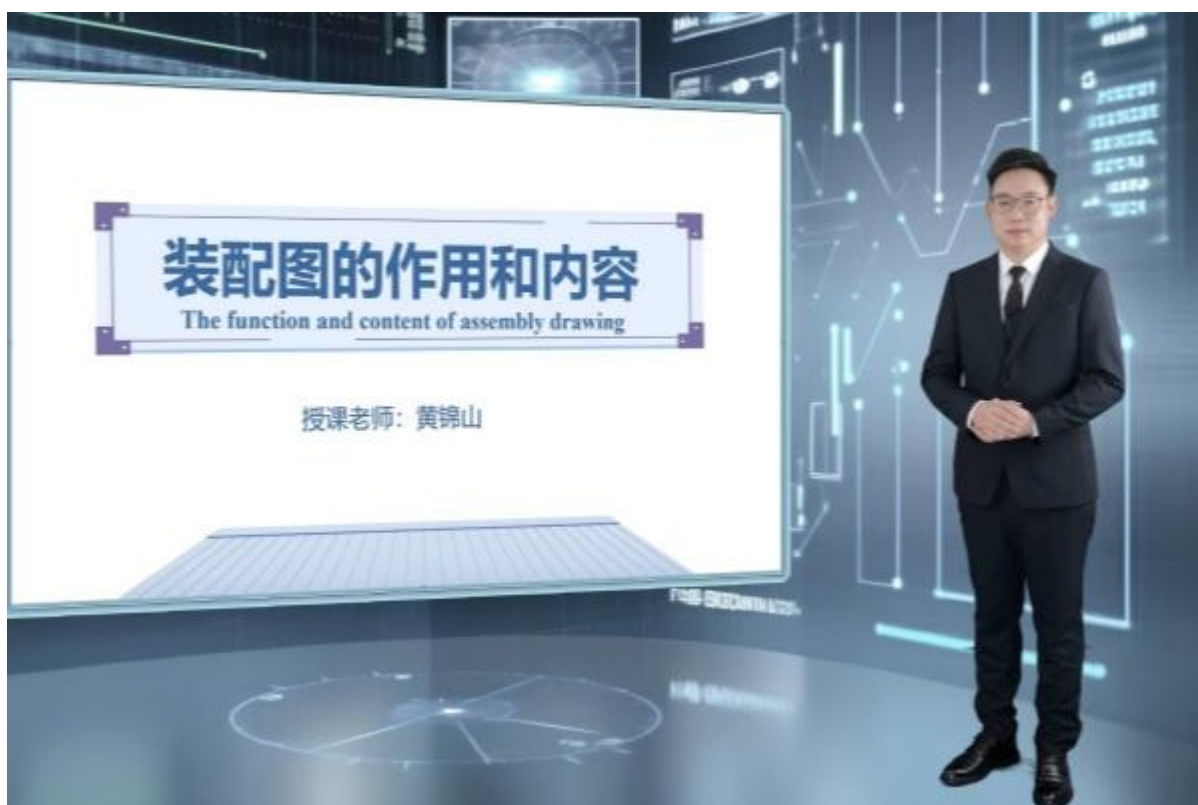 装配图的作用和内容
The function and content of assembly drawing
授课老师：黄锦山